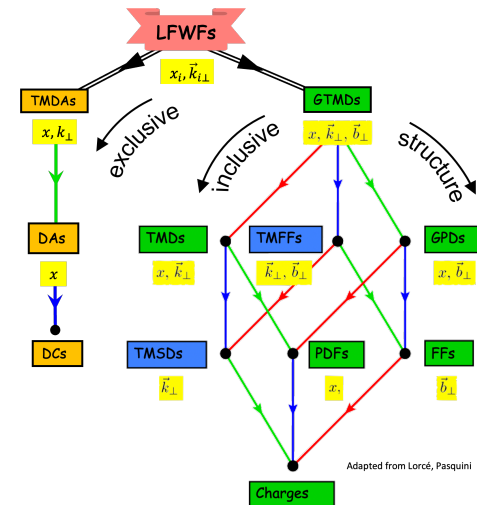 LFWFs
x_i, k⃗_{i⊥}
TMDAs
GTMDs
x, k_⊥
x, k⃗_⊥, b⃗_⊥
exclusive
inclusive
structure
DAs
TMDs
TMFFs
GPDs
x
x, k⃗_⊥
k⃗_⊥, b⃗_⊥
x, b⃗_⊥
DCs
TMSDs
PDFs
FFs
k⃗_⊥
x,
b⃗_⊥
Adapted from Lorcé, Pasquini
Charges